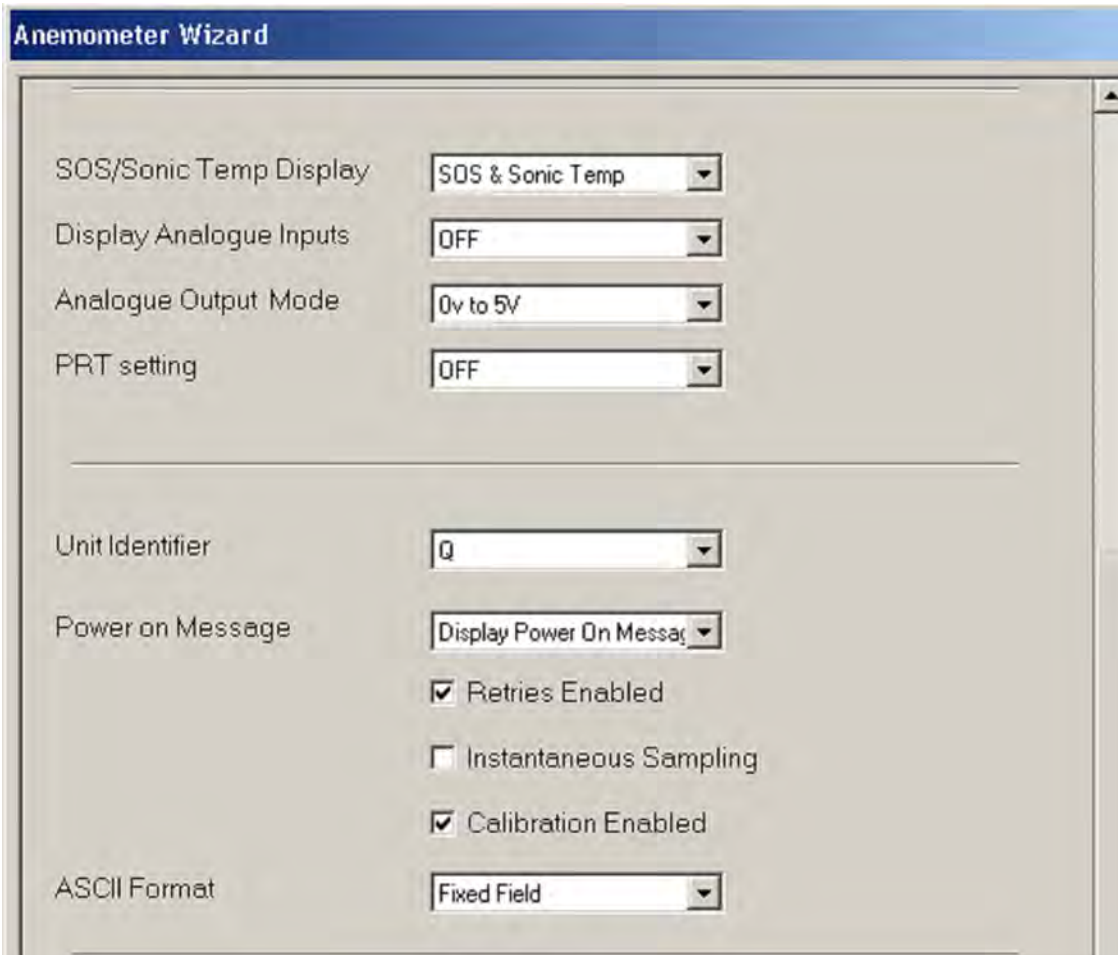 Anemometer Wizard
SOS/Sonic Temp Display SOS & Sonic Temp
Display Analogue Inputs OFF
Analogue Output Mode 0v to 5V
PRT setting OFF
Unit Identifier Q
Power on Message Display Power On Messag
Retries Enabled
Instantaneous Sampling
Calibration Enabled
ASCII Format Fixed Field